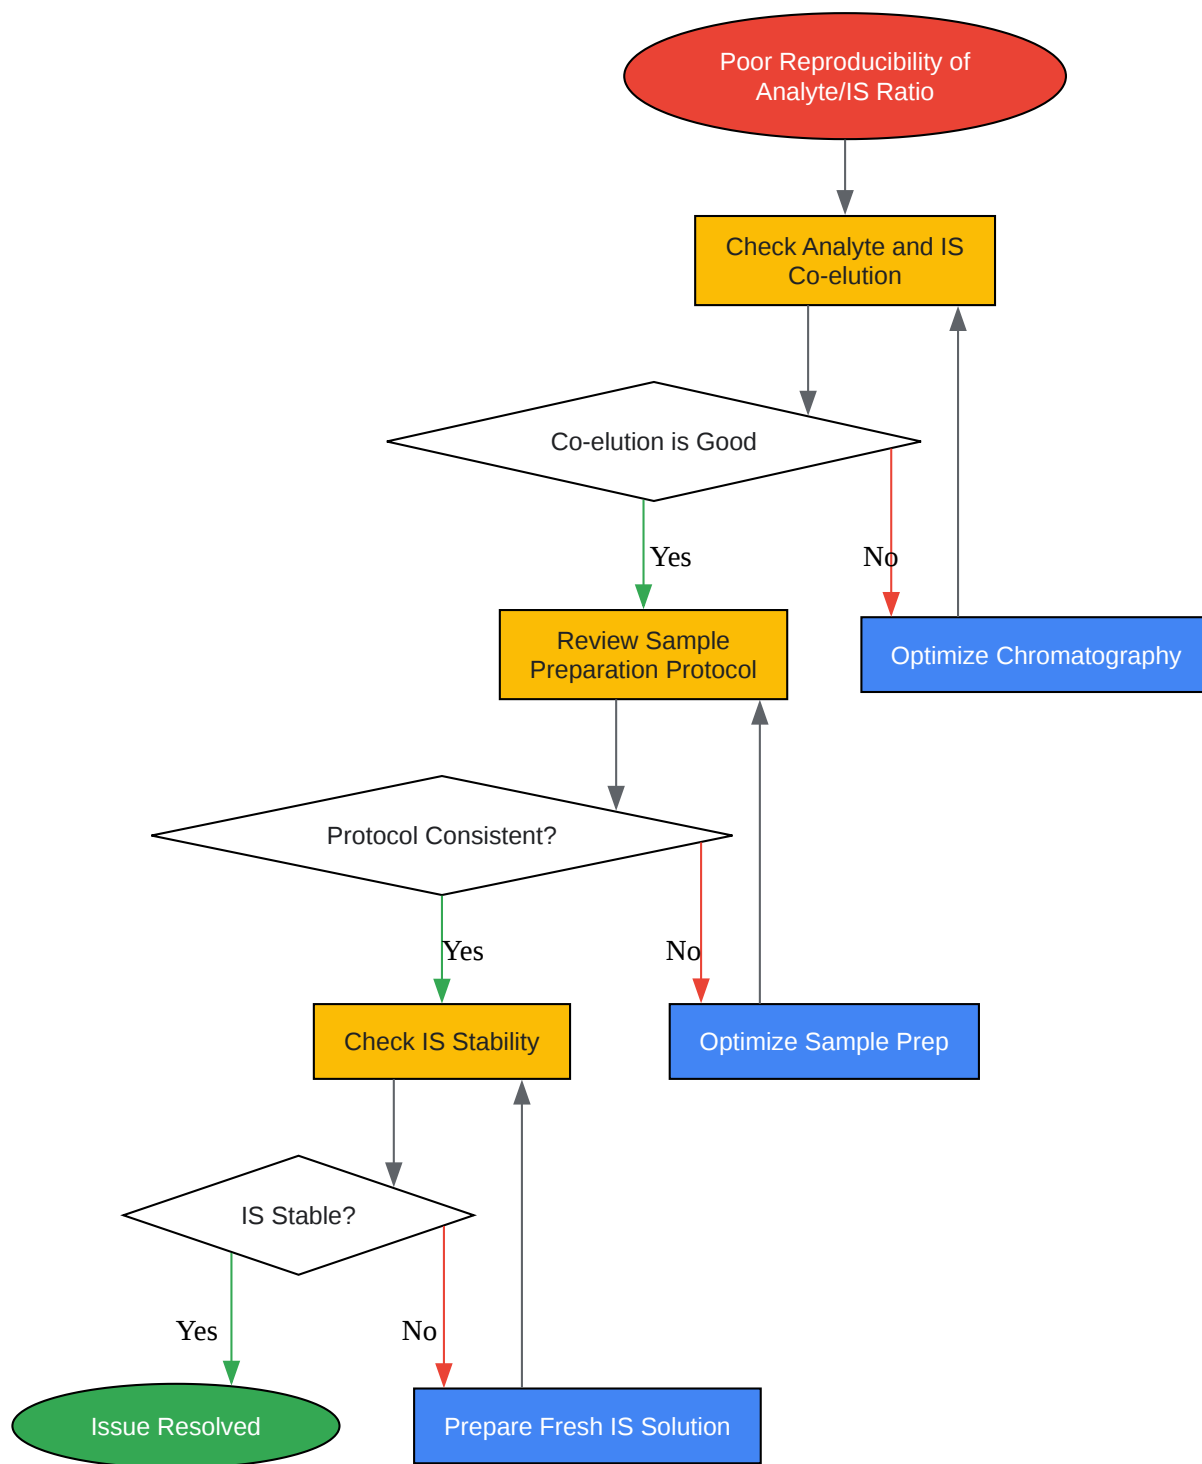 Poor Reproducibility of
Analyte/IS Ratio
Check Analyte and IS
Co-elution
Co-elution is Good
Yes
No
Review Sample
Preparation Protocol
Optimize Chromatography
Protocol Consistent?
Yes
No
Check IS Stability
Optimize Sample Prep
IS Stable?
Yes
No
Issue Resolved
Prepare Fresh IS Solution